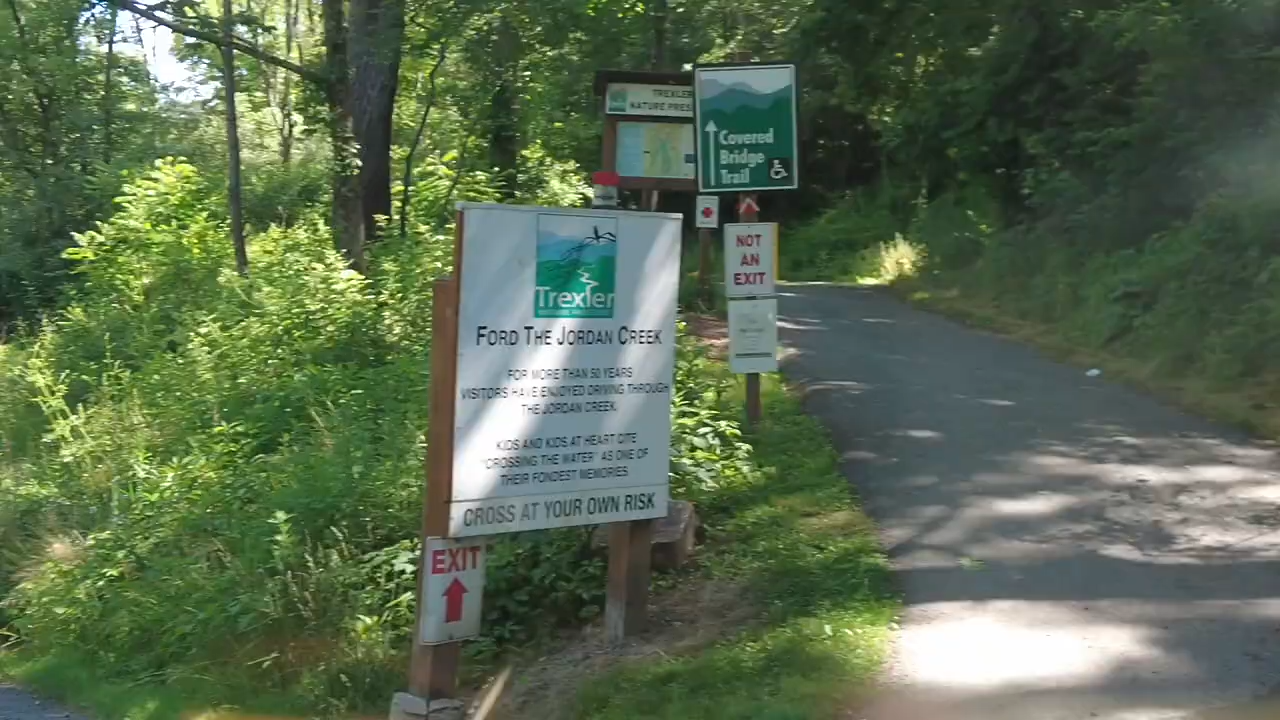 TREXLER
NATURE PRES
Covered
Bridge
Trail
NOT
AN
EXIT
Trexler
FORD THE JORDAN CREEK
FOR MORE THAN 50 YEARS
VISITORS HAVE ENJOYED DRIVING THROUGH
THE JORDAN CREEK.
KIDS AND KIDS AT HEART CITE
"CROSSING THE WATER" AS ONE OF
THEIR FONDEST MEMORIES.
CROSS AT YOUR OWN RISK
EXIT